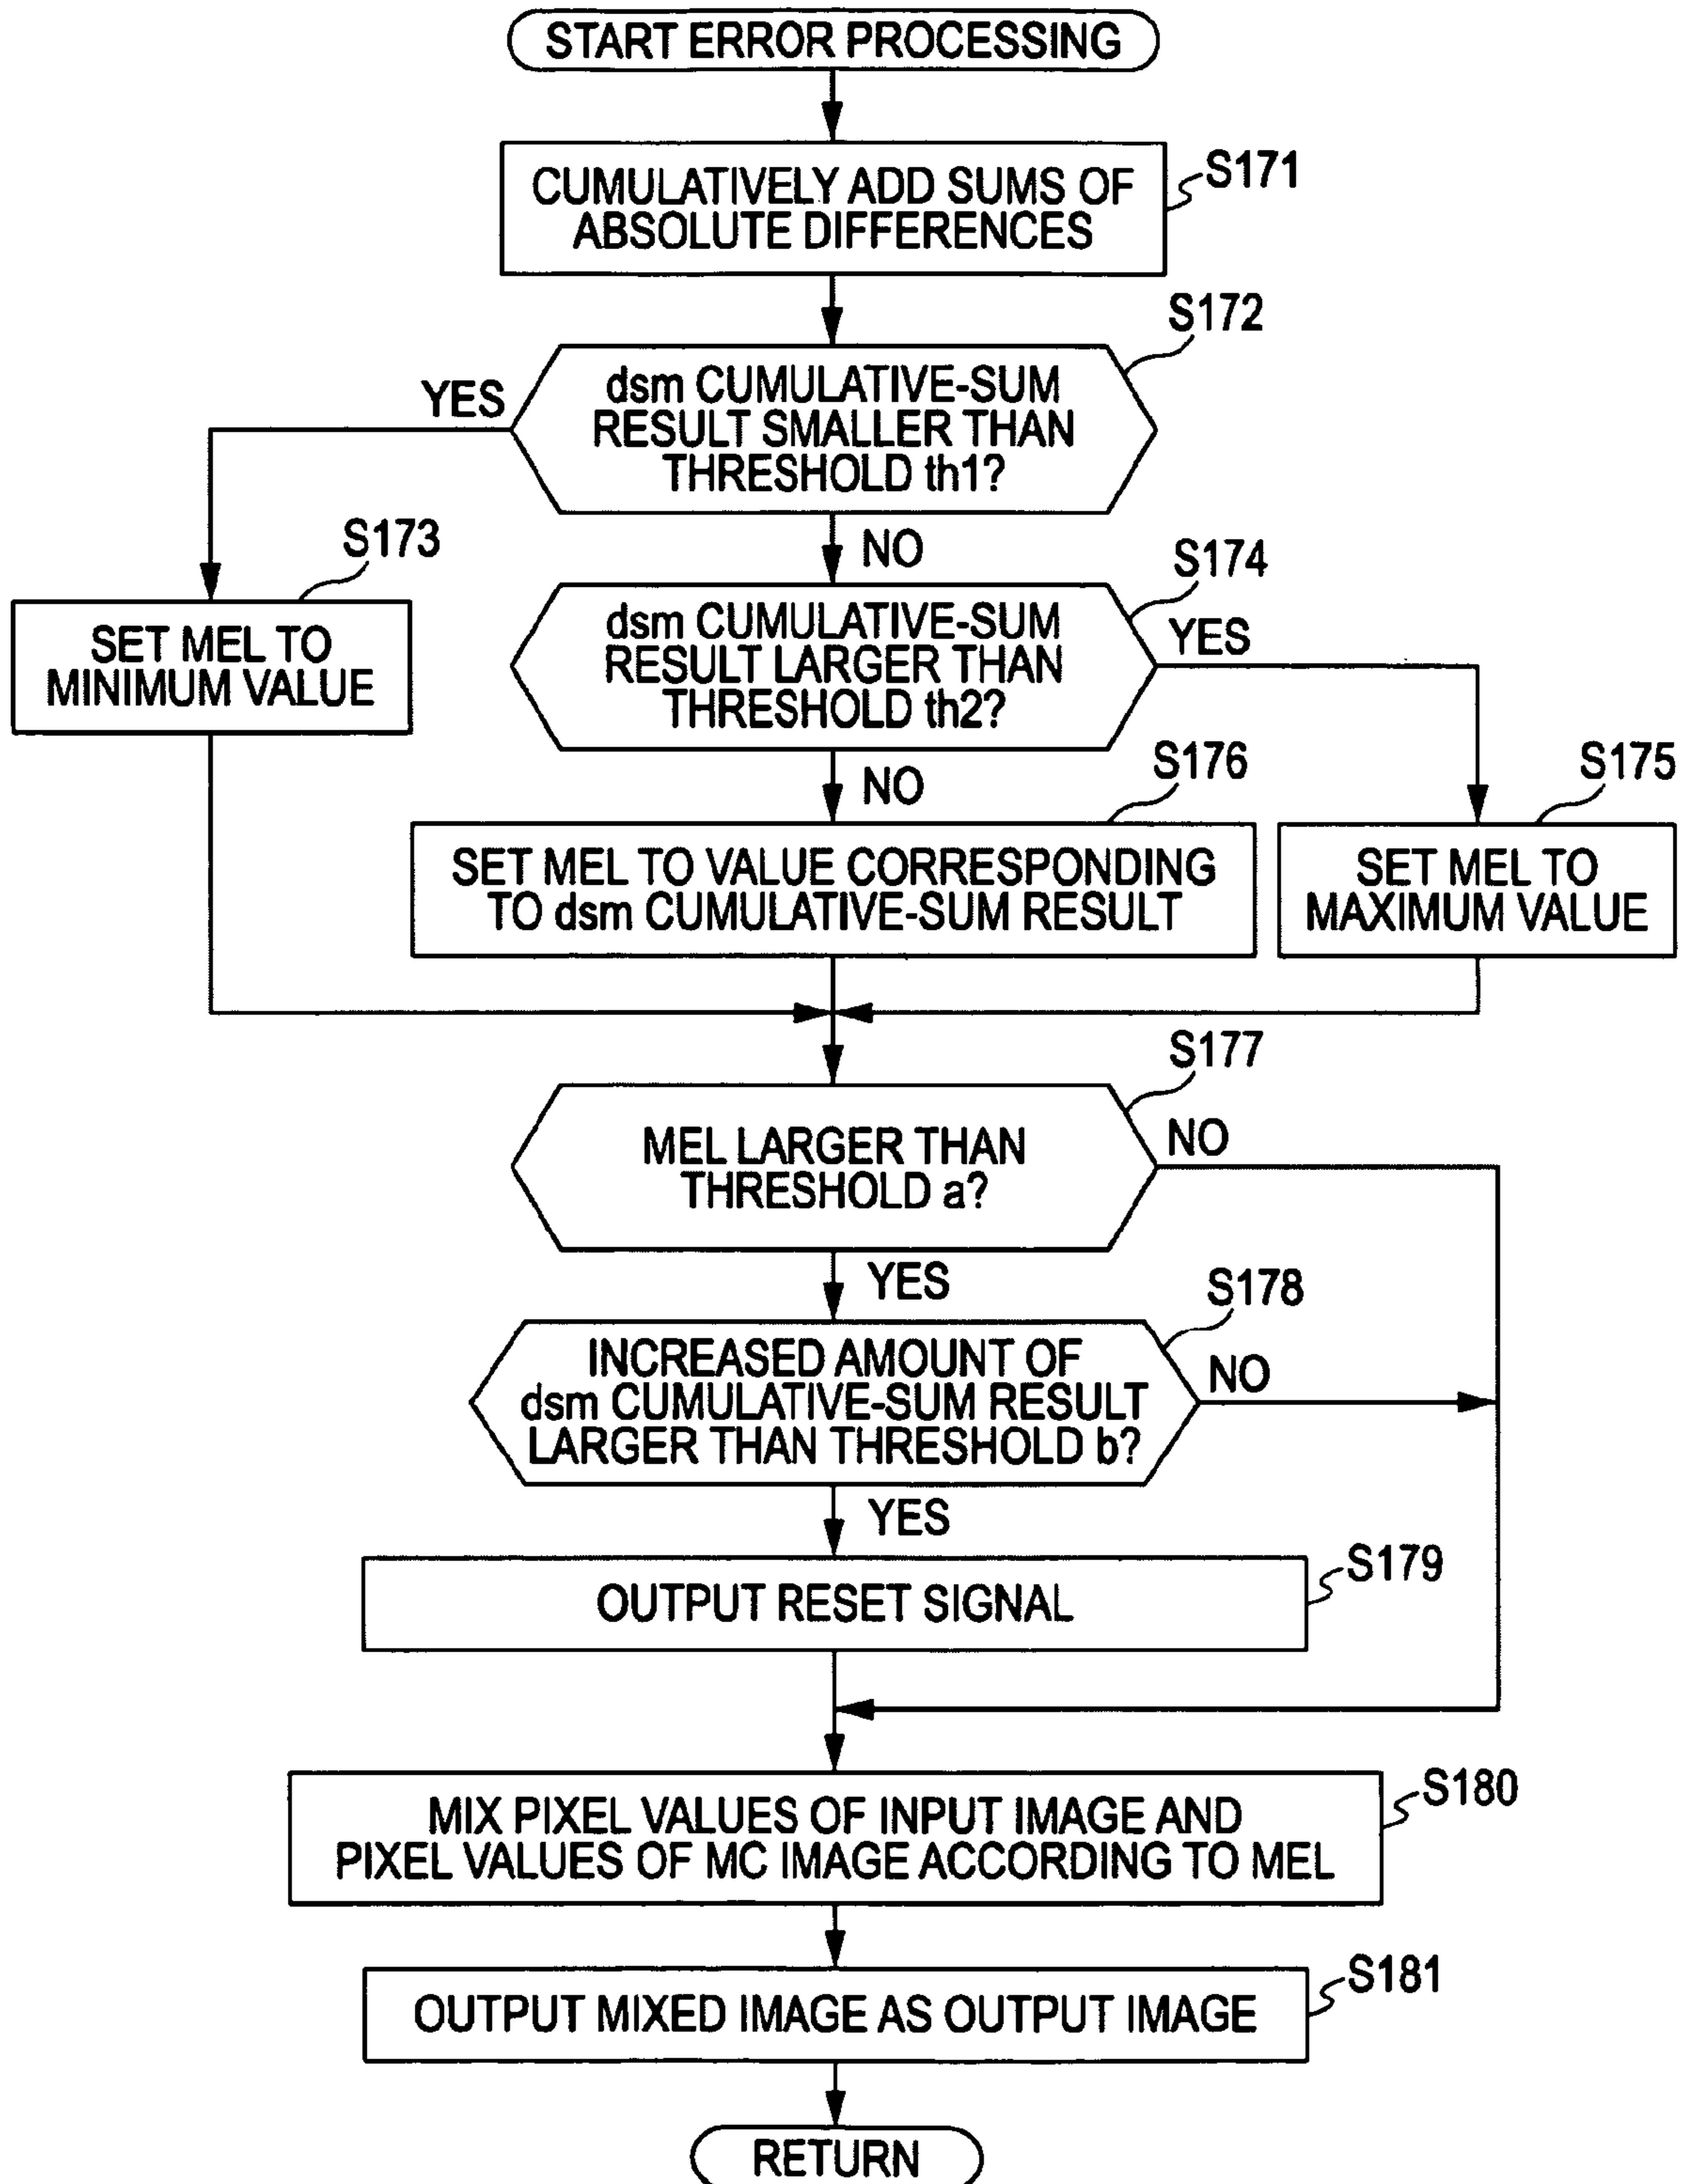 START ERROR PROCESSING
CUMULATIVELY ADD SUMS OF
ABSOLUTE DIFFERENCES
S171
S172
dsm CUMULATIVE-SUM
RESULT SMALLER THAN
THRESHOLD th1?
YES
NO
S173
SET MEL TO
MINIMUM VALUE
S174
dsm CUMULATIVE-SUM
RESULT LARGER THAN
THRESHOLD th2?
YES
NO
S176
SET MEL TO VALUE CORRESPONDING
TO dsm CUMULATIVE-SUM RESULT
S175
SET MEL TO
MAXIMUM VALUE
S177
MEL LARGER THAN
THRESHOLD a?
NO
YES
S178
INCREASED AMOUNT OF
dsm CUMULATIVE-SUM RESULT
LARGER THAN THRESHOLD b?
NO
YES
S179
OUTPUT RESET SIGNAL
S180
MIX PIXEL VALUES OF INPUT IMAGE AND
PIXEL VALUES OF MC IMAGE ACCORDING TO MEL
S181
OUTPUT MIXED IMAGE AS OUTPUT IMAGE
RETURN